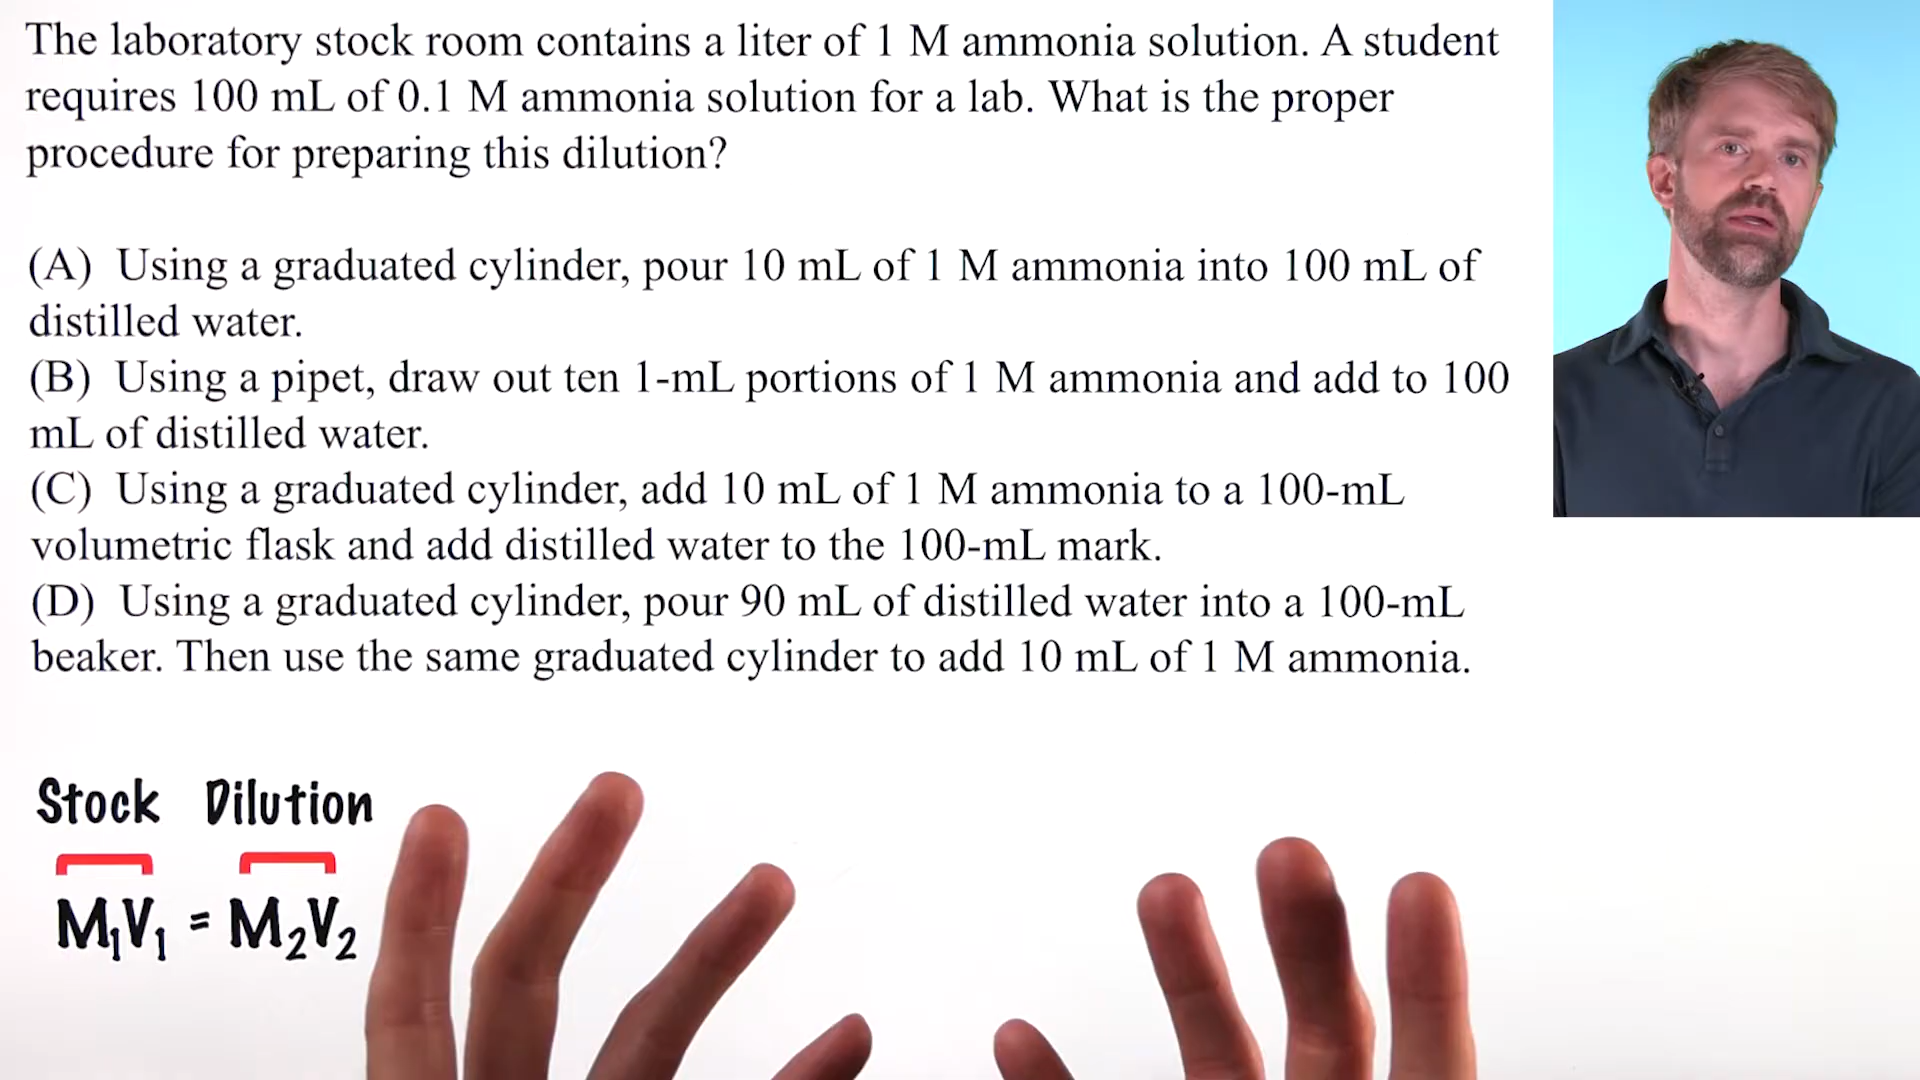 The laboratory stock room contains a liter of 1 M ammonia solution. A student
requires 100 mL of 0.1 M ammonia solution for a lab. What is the proper
procedure for preparing this dilution?
(A) Using a graduated cylinder, pour 10 mL of 1 M ammonia into 100 mL of
distilled water.
(B) Using a pipet, draw out ten 1-mL portions of 1 M ammonia and add to 100
mL of distilled water.
(C) Using a graduated cylinder, add 10 mL of 1 M ammonia to a 100-mL
volumetric flask and add distilled water to the 100-mL mark.
(D) Using a graduated cylinder, pour 90 mL of distilled water into a 100-mL
beaker. Then use the same graduated cylinder to add 10 mL of 1 M ammonia.
Stock Dilution
M₁V₁ = M₂V₂